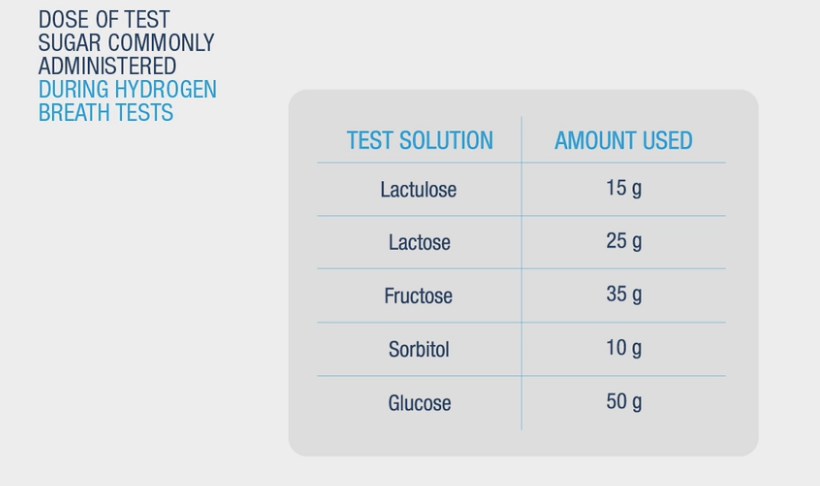 DOSE OF TEST
SUGAR COMMONLY
ADMINISTERED
DURING HYDROGEN
BREATH TESTS
TEST SOLUTION AMOUNT USED
Lactulose 15 g
Lactose 25 g
Fructose 35 g
Sorbitol 10 g
Glucose 50 g